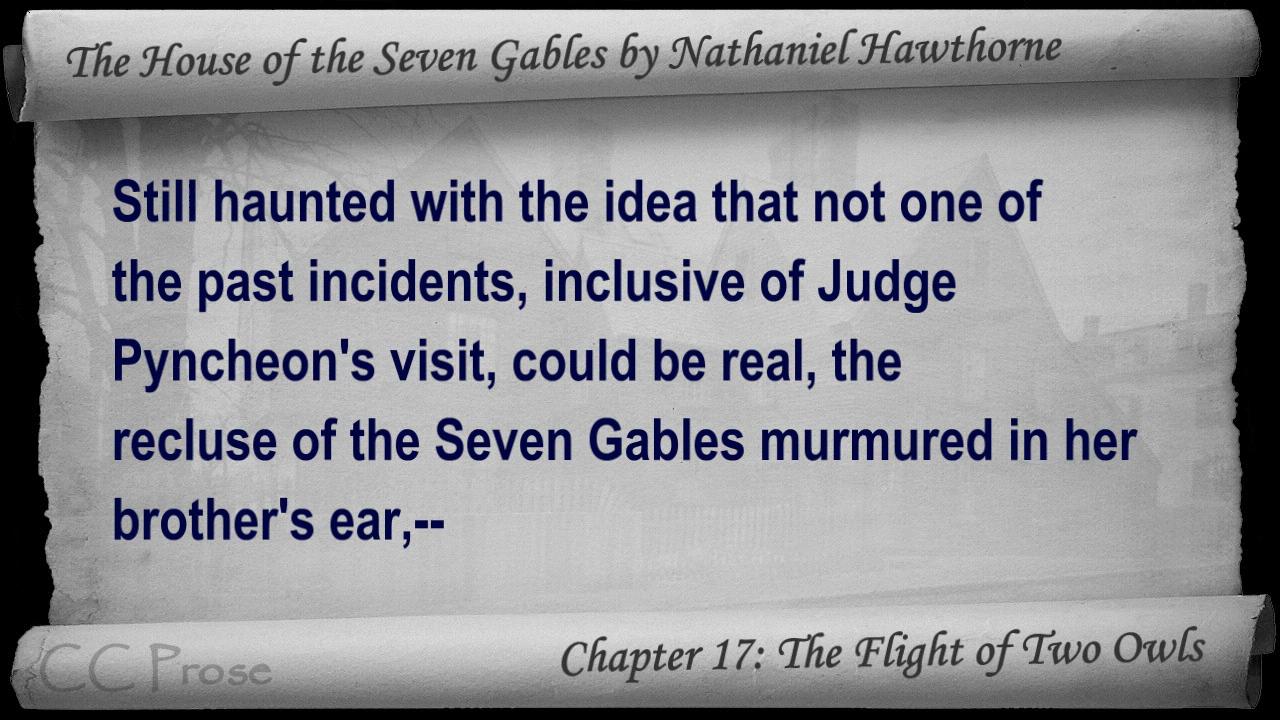 The House of the Seven Gables by Nathaniel Hawthorne
Still haunted with the idea that not one of
the past incidents, inclusive of Judge
Pyncheon's visit, could be real, the
recluse of the Seven Gables murmured in her
brother's ear,--
CC Prose
Chapter 17: The Flight of Two Owls